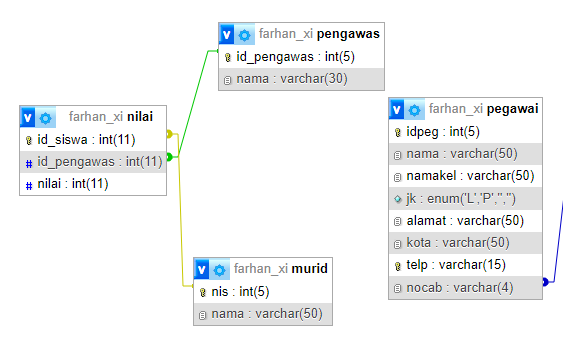 farhan_xi pengawas
id_pengawas : int(5)
nama : varchar(30)
farhan_xi nilai
id_siswa : int(11)
id_pengawas : int(11)
nilai : int(11)
farhan_xi pegawai
idpeg : int(5)
nama : varchar(50)
namakel : varchar(50)
jk : enum('L','P','','')
alamat : varchar(50)
kota : varchar(50)
telp : varchar(15)
nocab : varchar(4)
farhan_xi murid
nis : int(5)
nama : varchar(50)